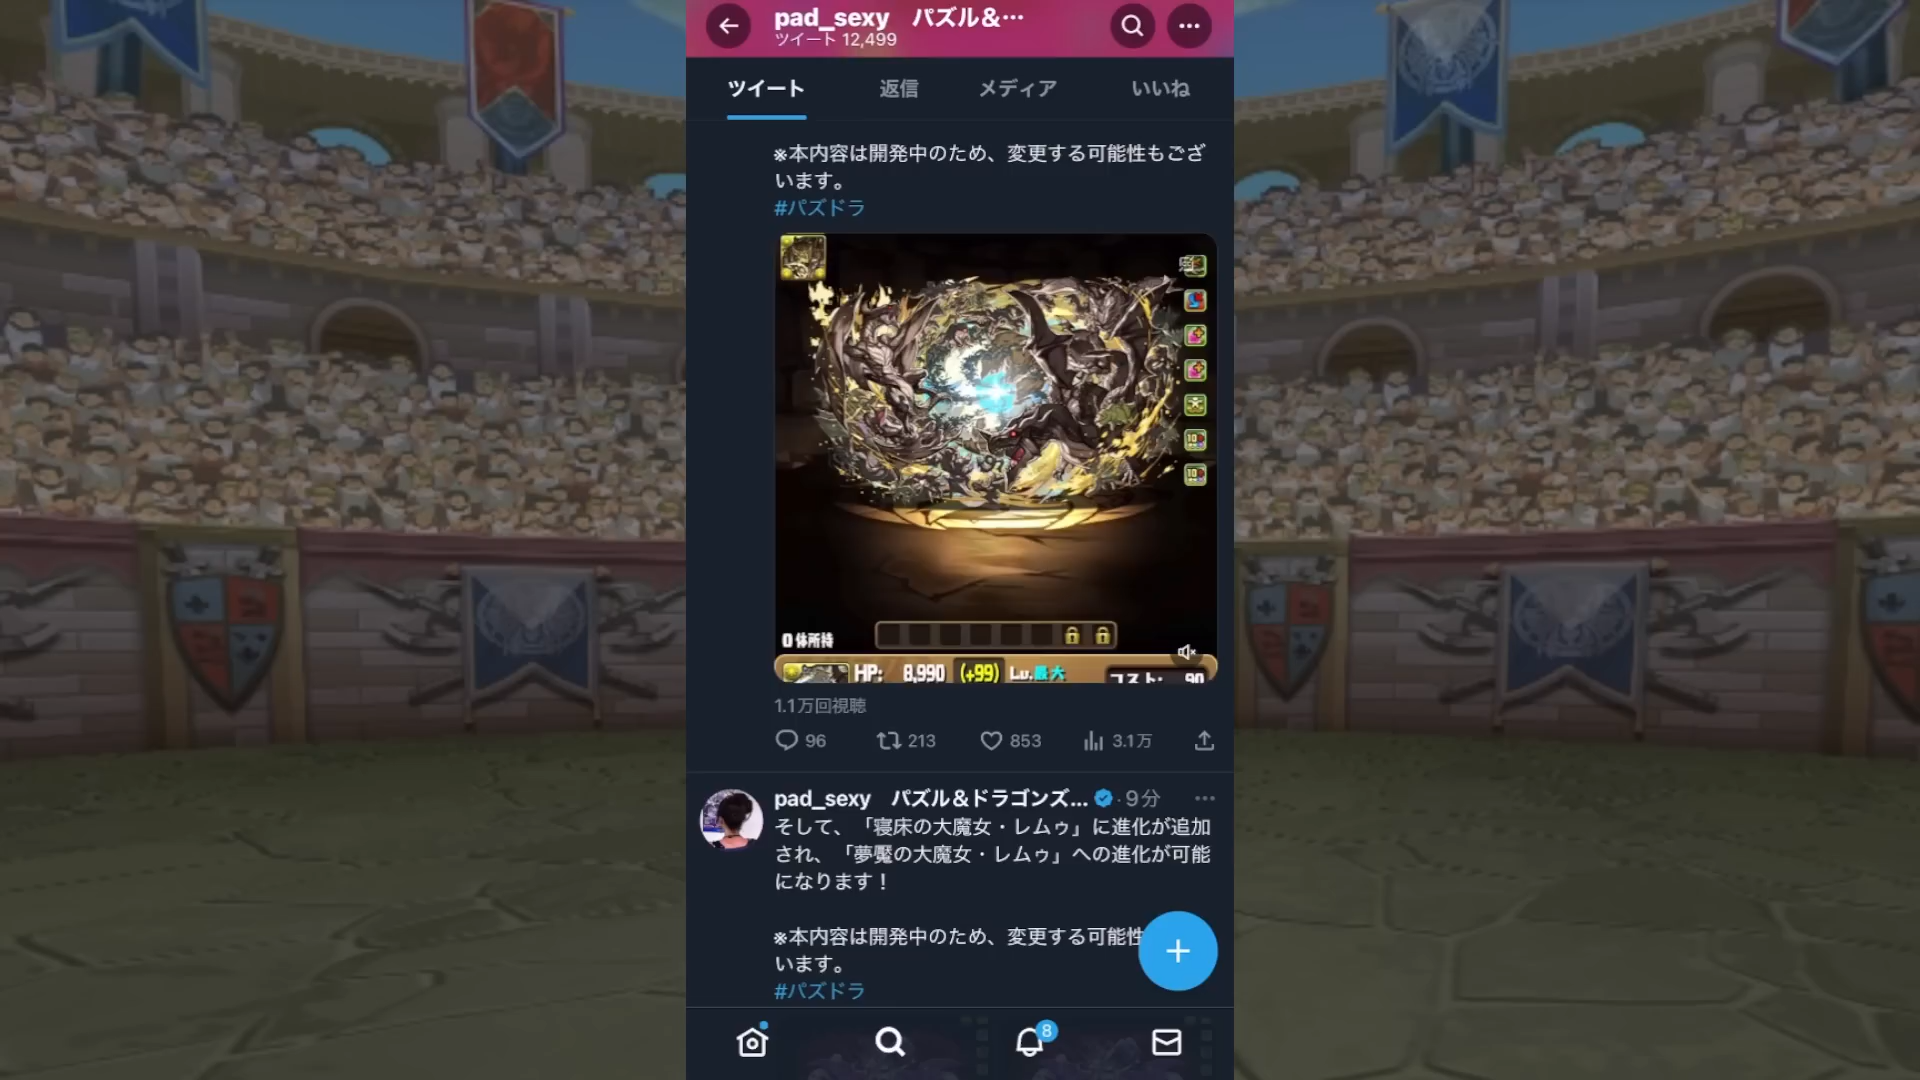 pad_sexy パズル&…
ツイート 12,499
ツイート 返信 メディア いいね
※本内容は開発中のため、変更する可能性もござ
います。
#パズドラ
0体所持
HP: 8,990 (+99) Lv.最大 コスト: 90
1.1万回視聴
96 213 853 3.1万
pad_sexy パズル&ドラゴンズ... · 9分
そして、「寝床の大魔女・レムゥ」に進化が追加
され、「夢魘の大魔女・レムゥ」への進化が可能
になります！
※本内容は開発中のため、変更する可能性
います。
#パズドラ
8